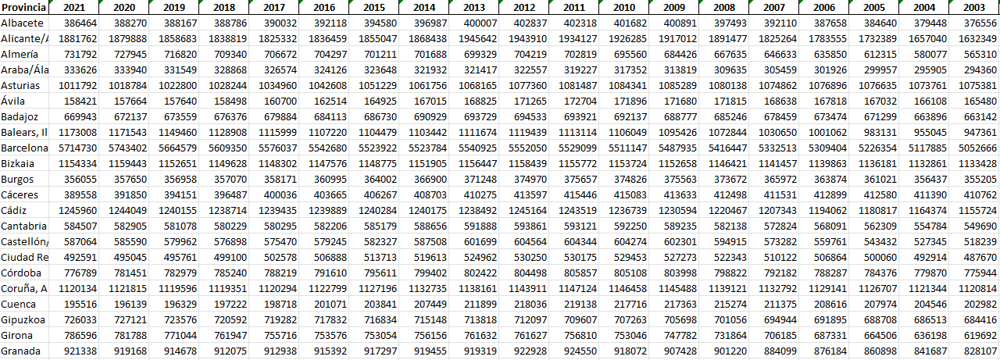 Provincia 2021 2020 2019 2018 2017 2016 2015 2014 2013 2012 2011 2010 2009 2008 2007 2006 2005 2004 2003
Albacete 386464 388270 388167 388786 390032 392118 394580 396987 400007 402837 402318 401682 400891 397493 392110 387658 384640 379448 376556
Alicante/A 1881762 1879888 1858683 1838819 1825332 1836459 1855047 1868438 1945642 1943910 1934127 1926285 1917012 1891477 1825264 1783555 1732389 1657040 1632349
Almería 731792 727945 716820 709340 706672 704297 701211 701688 699329 704219 702819 695560 684426 667635 646633 635850 612315 580077 565310
Araba/Ála 333626 333940 331549 328868 326574 324126 323648 321932 321417 322557 319227 317352 313819 309635 305459 301926 299957 295905 294360
Asturias 1011792 1018784 1022800 1028244 1034960 1042608 1051229 1061756 1068165 1077360 1081487 1084341 1085289 1080138 1074862 1076896 1076635 1073761 1075381
Ávila 158421 157664 157640 158498 160700 162514 164925 167015 168825 171265 172704 171896 171680 171815 168638 167818 167032 166108 165480
Badajoz 669943 672137 673559 676376 679884 684113 686730 690929 693729 694533 693921 692137 688777 685246 678459 673474 671299 663896 663142
Balears, Il 1173008 1171543 1149460 1128908 1115999 1107220 1104479 1103442 1111674 1119439 1113114 1106049 1095426 1072844 1030650 1001062 983131 955045 947361
Barcelona 5714730 5743402 5664579 5609350 5576037 5542680 5523922 5523784 5540925 5552050 5529099 5511147 5487935 5416447 5332513 5309404 5226354 5117885 5052666
Bizkaia 1154334 1159443 1152651 1149628 1148302 1147576 1148775 1151905 1156447 1158439 1155772 1153724 1152658 1146421 1141457 1139863 1136181 1132861 1133428
Burgos 356055 357650 356958 357070 358171 360995 364002 366900 371248 374970 375657 374826 375563 373672 365972 363874 361021 356437 355205
Cáceres 389558 391850 394151 396487 400036 403665 406267 408703 410275 413597 415446 415083 413633 412498 411531 412899 412580 411390 410762
Cádiz 1245960 1244049 1240155 1238714 1239435 1239889 1240284 1240175 1238492 1245164 1243519 1236739 1230594 1220467 1207343 1194062 1180817 1164374 1155724
Cantabria 584507 582905 581078 580229 580295 582206 585179 588656 591888 593861 593121 592250 589235 582138 572824 568091 562309 554784 549690
Castellón/ 587064 585590 579962 576898 575470 579245 582327 587508 601699 604564 604344 604274 602301 594915 573282 559761 543432 527345 518239
Ciudad Re 492591 495045 495761 499100 502578 506888 513713 519613 524962 530250 530175 529453 527273 522343 510122 506864 500060 492914 487670
Córdoba 776789 781451 782979 785240 788219 791610 795611 799402 802422 804498 805857 805108 803998 798822 792182 788287 784376 779870 775944
Coruña, A 1120134 1121815 1119596 1119351 1120294 1122799 1127196 1132735 1138161 1143911 1147124 1146458 1145488 1139121 1132792 1129141 1126707 1121344 1120814
Cuenca 195516 196139 196329 197222 198718 201071 203841 207449 211899 218036 219138 217716 217363 215274 211375 208616 207974 204546 202982
Gipuzkoa 726033 727121 723576 720592 719282 717832 716834 715148 713818 712097 709607 707263 705698 701056 694944 691895 688708 686513 684416
Girona 786596 781788 771044 761947 755716 753576 753054 756156 761632 761627 756810 753046 747782 731864 706185 687331 664506 636198 619692
Granada 921338 919168 914678 912075 912938 915392 917297 919455 919319 922928 924550 918072 907428 901220 884099 876184 860898 841687 828107